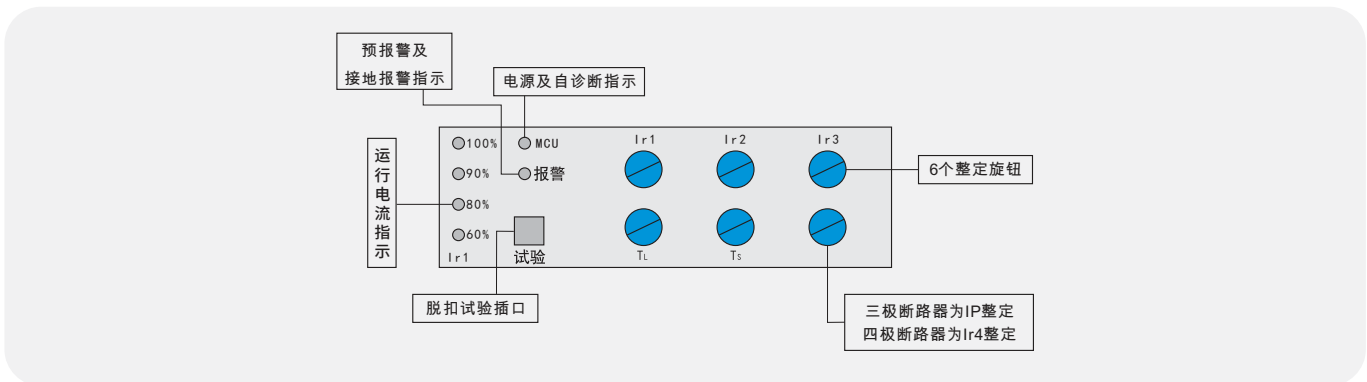 预报警及
接地报警指示
电源及自诊断指示
运行电流指示
100%
MCU
90%
报警
80%
60%
Ir1
试验
Ir1
Ir2
Ir3
TL
TS
6个整定旋钮
脱扣试验插口
三极断路器为IP整定
四极断路器为Ir4整定